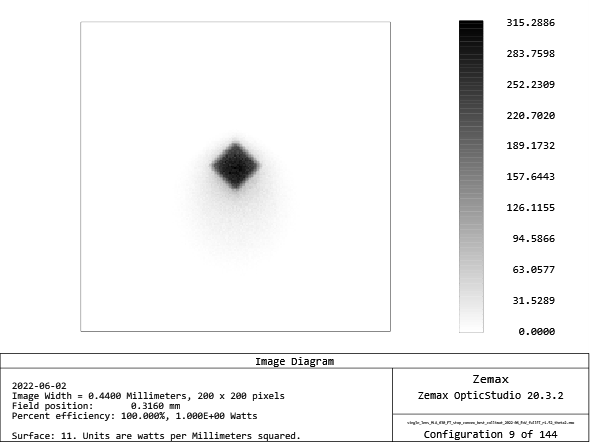 315.2886
283.7598
252.2309
220.7020
189.1732
157.6443
126.1155
94.5866
63.0577
31.5289
0.0000
Image Diagram
2022-06-02
Image Width = 0.4400 Millimeters, 200 x 200 pixels
Field position: 0.3160 mm
Percent efficiency: 100.000%, 1.000E+00 Watts
Surface: 11. Units are watts per Millimeters squared.
Zemax
Zemax OpticStudio 20.3.2
Configuration 9 of 144